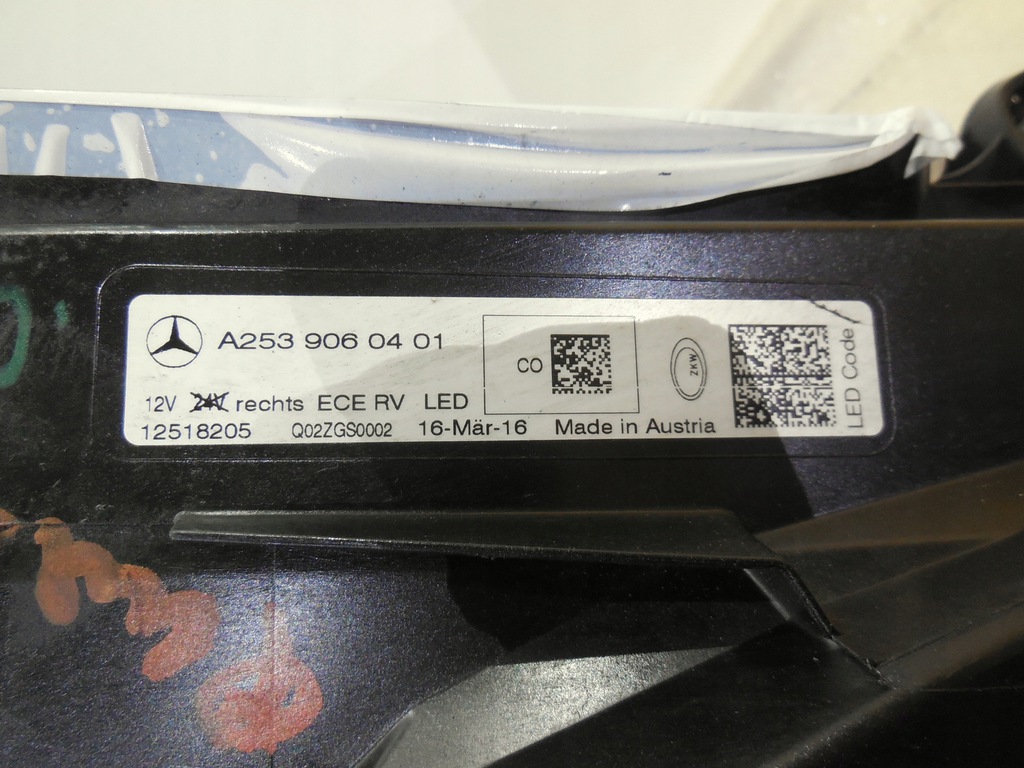 A253 906 04 01
CO
ZKW
LED Code
12V 24V rechts ECE RV LED
12518205 Q02ZGS0002 16-Mär-16 Made in Austria